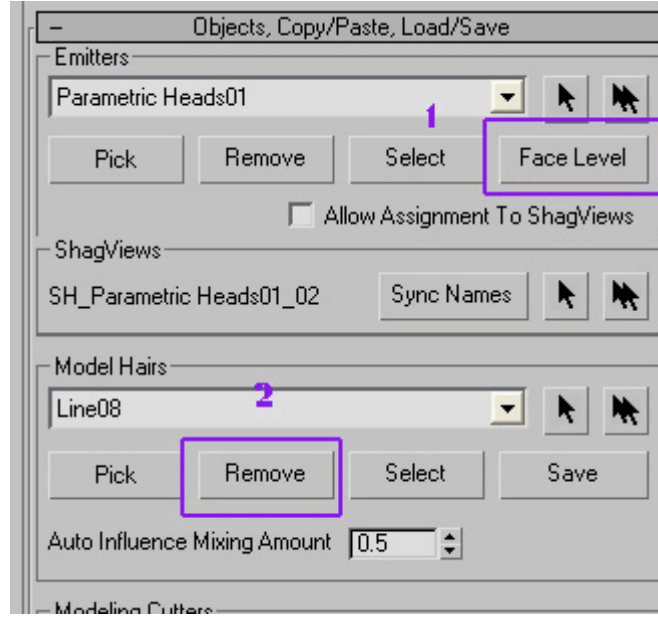 – Objects, Copy/Paste, Load/Save
Emitters
Parametric Heads01
1
Pick Remove Select Face Level
Allow Assignment To ShagViews
ShagViews
SH_Parametric Heads01_02 Sync Names
Model Hairs
Line08
2
Pick Remove Select Save
Auto Influence Mixing Amount 0.5
Modeling Cutters